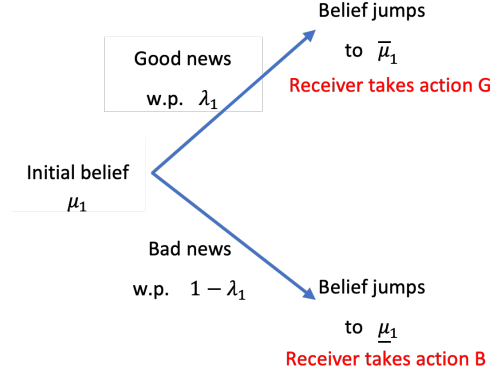 Belief jumps
to μ̅₁
Receiver takes action G
Good news
w.p. λ₁
Initial belief
μ₁
Bad news
w.p. 1 − λ₁
Belief jumps
to μ̲₁
Receiver takes action B